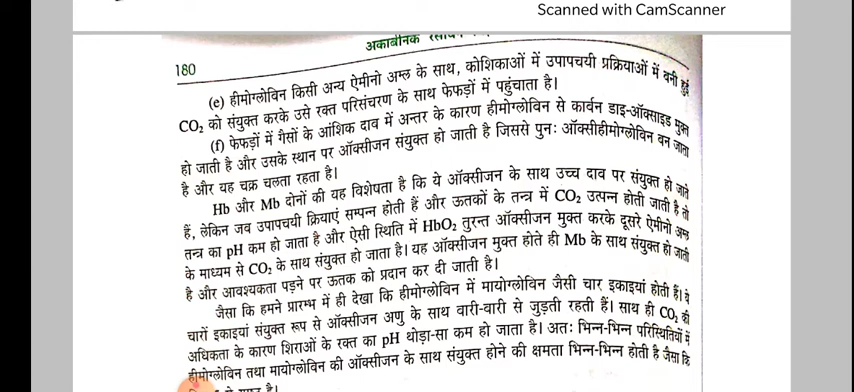 Scanned with CamScanner
अकार्बनिक
180
(e) हीमोग्लोविन किसी अन्य ऐमीनो अम्ल के साथ, कोशिकाओं में उपापचयी प्रक्रियाओं में बनी हुई
CO₂ को संयुक्त करके उसे रक्त परिसंचरण के साथ फेफड़ों में पहुंचाता है।
(f) फेफड़ों में गैसों के आंशिक दाव में अन्तर के कारण हीमोग्लोविन से कार्वन डाइ-ऑक्साइड मुक्त
हो जाती है और उसके स्थान पर ऑक्सीजन संयुक्त हो जाती है जिससे पुनः ऑक्सीहीमोग्लोविन बन जाता
है और यह चक्र चलता रहता है।
Hb और Mb दोनों की यह विशेषता है कि ये ऑक्सीजन के साथ उच्च दाव पर संयुक्त हो जाते
हैं, लेकिन जव उपापचयी क्रियाएं सम्पन्न होती हैं और ऊतकों के तन्त्र में CO₂ उत्पन्न होती जाती है तो
तन्त्र का pH कम हो जाता है और ऐसी स्थिति में HbO₂ तुरन्त ऑक्सीजन मुक्त करके दूसरे ऐमीनो अम्ल
के माध्यम से CO₂ के साथ संयुक्त हो जाता है। यह ऑक्सीजन मुक्त होते ही Mb के साथ संयुक्त हो जाती
है और आवश्यकता पड़ने पर ऊतक को प्रदान कर दी जाती है।
जैसा कि हमने प्रारम्भ में ही देखा कि हीमोग्लोविन में मायोग्लोविन जैसी चार इकाइयां होती हैं। ये
चारों इकाइयां संयुक्त रूप से ऑक्सीजन अणु के साथ वारी-वारी से जुड़ती रहती हैं। साथ ही CO₂ की
अधिकता के कारण शिराओं के रक्त का pH थोड़ा-सा कम हो जाता है। अतः भिन्न-भिन्न परिस्थितियों में
हीमोग्लोविन तथा मायोग्लोविन की ऑक्सीजन के साथ संयुक्त होने की क्षमता भिन्न-भिन्न होती है जैसा कि